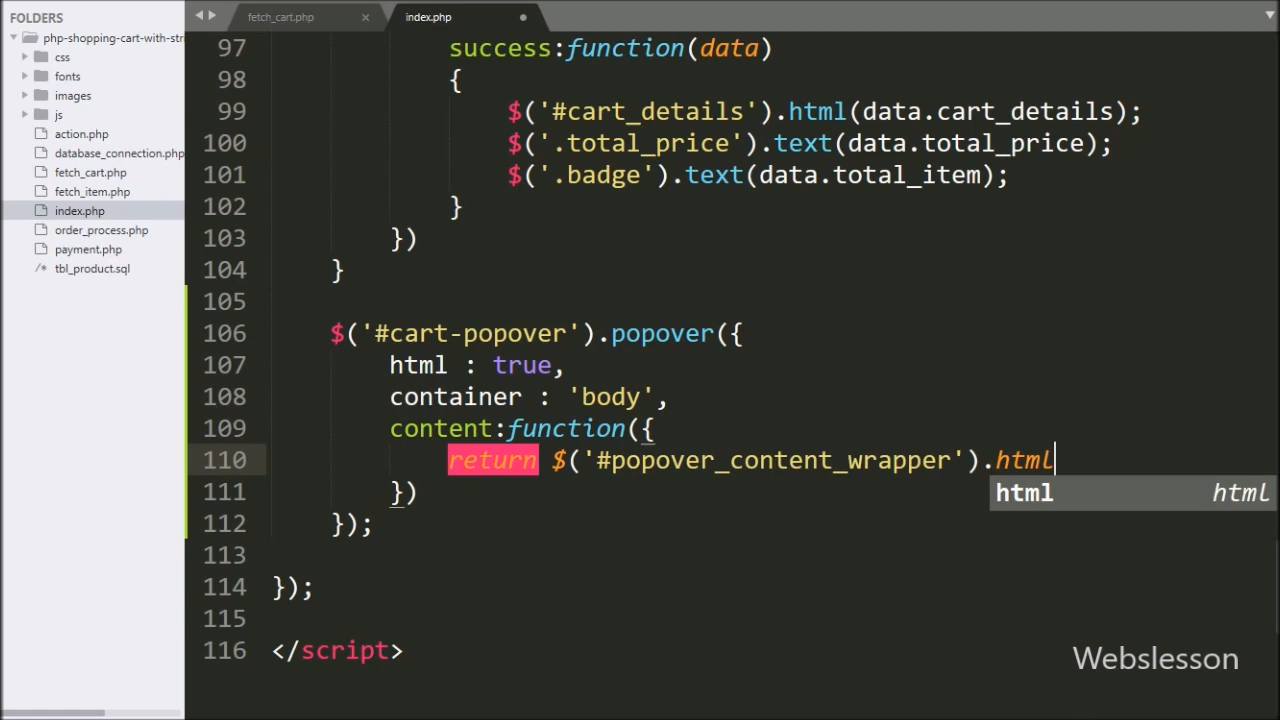 FOLDERS
php-shopping-cart-with-stri
css
fonts
images
js
action.php
database_connection.php
fetch_cart.php
fetch_item.php
index.php
order_process.php
payment.php
/* tbl_product.sql
fetch_cart.php ×
index.php
97 success:function(data)
98 {
99 $('#cart_details').html(data.cart_details);
100 $('.total_price').text(data.total_price);
101 $('.badge').text(data.total_item);
102 }
103 })
104 }
105
106 $('#cart-popover').popover({
107 html : true,
108 container : 'body',
109 content:function({
110 return $('#popover_content_wrapper').html
html html
111 })
112 });
113
114 });
115
116 </script>
Webslesson